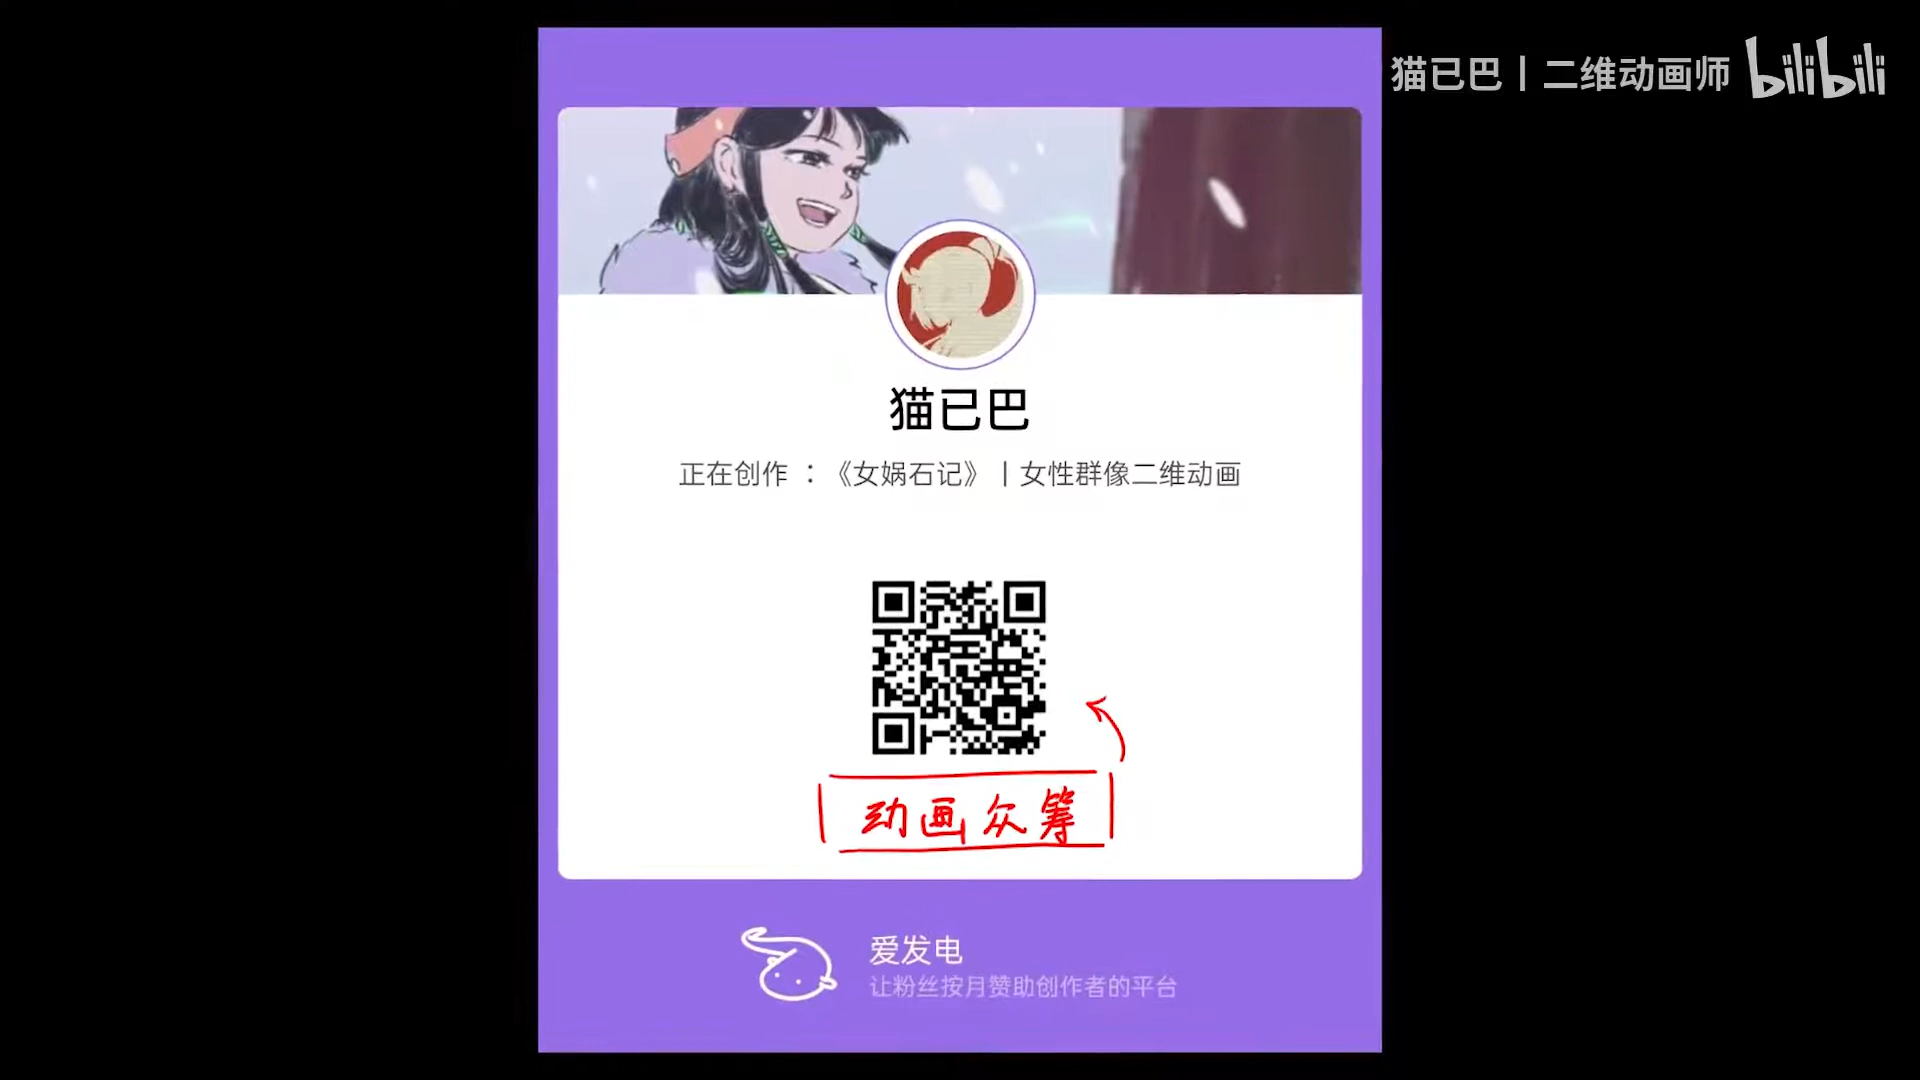 猫已巴丨二维动画师 bilibili
猫已巴
正在创作 ：《女娲石记》丨女性群像二维动画
动画众筹
爱发电
让粉丝按月赞助创作者的平台